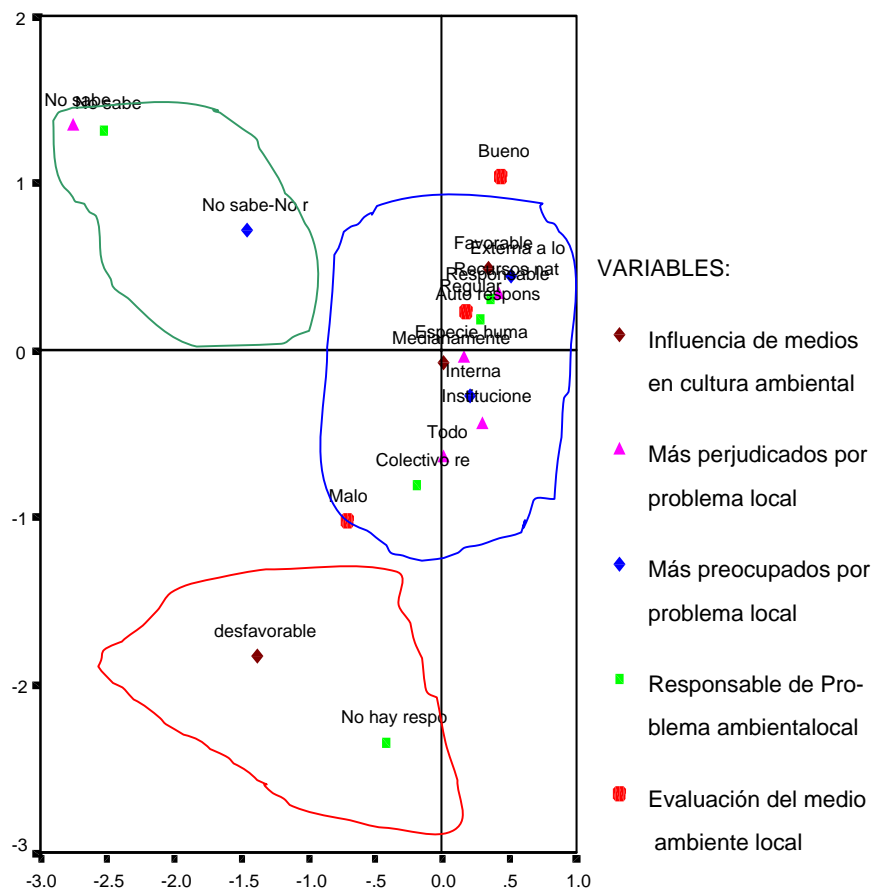 2
No sabe
No sabe
Bueno
1
No sabe-No r
Favorable
Externa a lo
Recursos nat
Responsable
Regular
Auto respons
Especie huma
0
Medianamente
Interna
Institucione
Todo
Colectivo re
Malo
-1
desfavorable
-2
No hay respo
-3
-3.0 -2.5 -2.0 -1.5 -1.0 -.5 0.0 .5 1.0
VARIABLES:
Influencia de medios
en cultura ambiental
Más perjudicados por
problema local
Más preocupados por
problema local
Responsable de Pro-
blema ambientalocal
Evaluación del medio
ambiente local